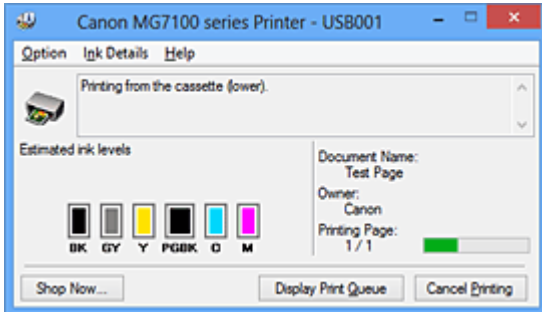 Canon MG7100 series Printer - USB001
Option Ink Details Help
Printing from the cassette (lower).
Estimated ink levels
Document Name:
Test Page
Owner:
Canon
Printing Page:
1 / 1
BK GY Y PGBK C M
Shop Now... Display Print Queue Cancel Printing